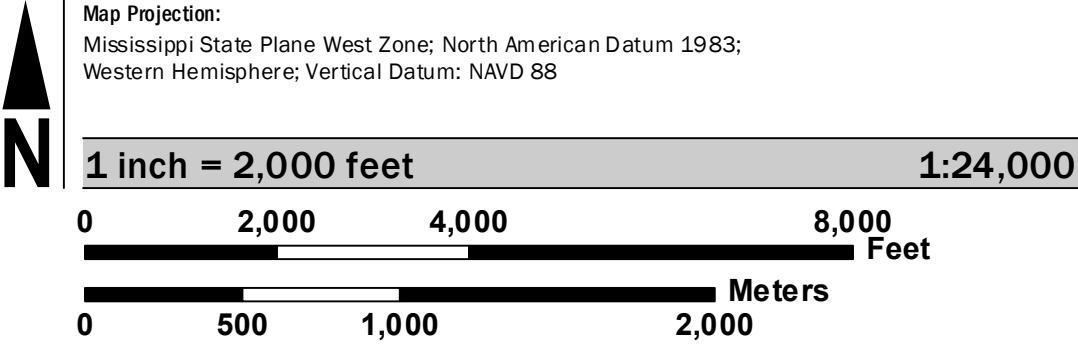 Map Projection:
Mississippi State Plane West Zone; North American Datum 1983;
Western Hemisphere; Vertical Datum: NAVD 88
N
1 inch = 2,000 feet 1:24,000
0 2,000 4,000 8,000
Feet
Meters
0 500 1,000 2,000